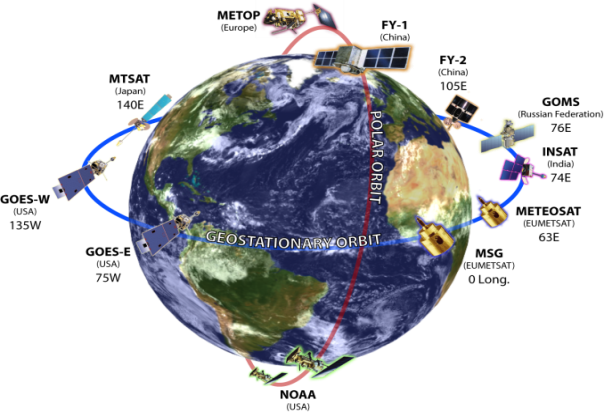 METOP
(Europe)
FY-1
(China)
FY-2
(China)
105E
MTSAT
(Japan)
140E
GOMS
(Russian Federation)
76E
INSAT
(India)
74E
GOES-W
(USA)
135W
METEOSAT
(EUMETSAT)
63E
GOES-E
(USA)
75W
MSG
(EUMETSAT)
0 Long.
POLAR ORBIT
GEOSTATIONARY ORBIT
NOAA
(USA)